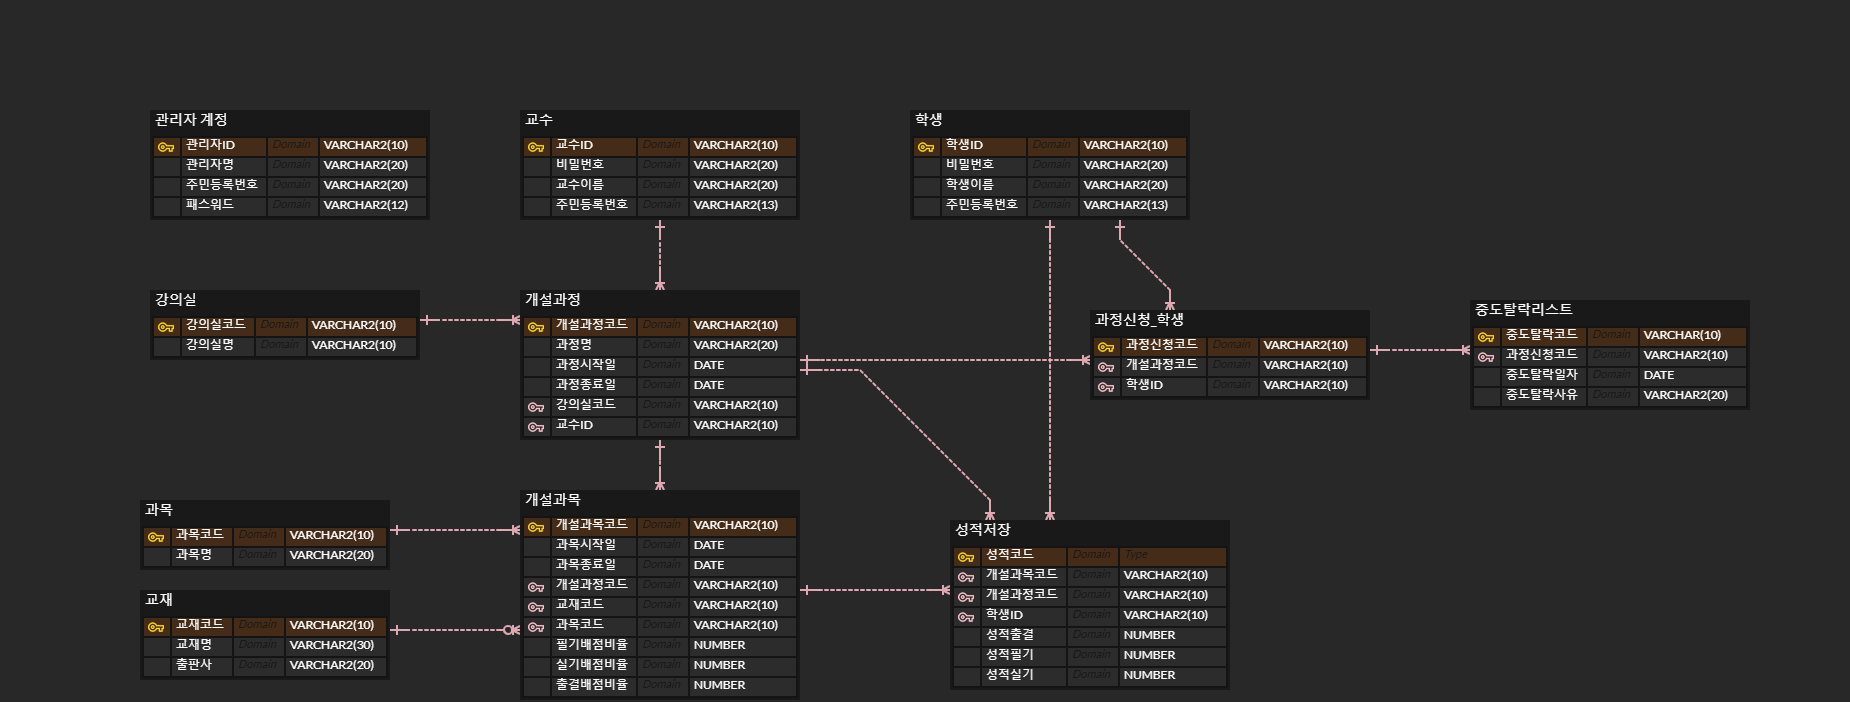 관리자 계정
관리자ID Domain VARCHAR2(10)
관리자명 Domain VARCHAR2(20)
주민등록번호 Domain VARCHAR2(20)
패스워드 Domain VARCHAR2(12)
교수
교수ID Domain VARCHAR2(10)
비밀번호 Domain VARCHAR2(20)
교수이름 Domain VARCHAR2(20)
주민등록번호 Domain VARCHAR2(13)
학생
학생ID Domain VARCHAR2(10)
비밀번호 Domain VARCHAR2(20)
학생이름 Domain VARCHAR2(20)
주민등록번호 Domain VARCHAR2(13)
강의실
강의실코드 Domain VARCHAR2(10)
강의실명 Domain VARCHAR2(10)
개설과정
개설과정코드 Domain VARCHAR2(10)
과정명 Domain VARCHAR2(20)
과정시작일 Domain DATE
과정종료일 Domain DATE
강의실코드 Domain VARCHAR2(10)
교수ID Domain VARCHAR2(10)
과정신청_학생
과정신청코드 Domain VARCHAR2(10)
개설과정코드 Domain VARCHAR2(10)
학생ID Domain VARCHAR2(10)
중도탈락리스트
중도탈락코드 Domain VARCHAR(10)
과정신청코드 Domain VARCHAR2(10)
중도탈락일자 Domain DATE
중도탈락사유 Domain VARCHAR2(20)
과목
과목코드 Domain VARCHAR2(10)
과목명 Domain VARCHAR2(20)
교재
교재코드 Domain VARCHAR2(10)
교재명 Domain VARCHAR2(30)
출판사 Domain VARCHAR2(20)
개설과목
개설과목코드 Domain VARCHAR2(10)
과목시작일 Domain DATE
과목종료일 Domain DATE
개설과정코드 Domain VARCHAR2(10)
교재코드 Domain VARCHAR2(10)
과목코드 Domain VARCHAR2(10)
필기배점비율 Domain NUMBER
실기배점비율 Domain NUMBER
출결배점비율 Domain NUMBER
성적저장
성적코드 Domain Type
개설과목코드 Domain VARCHAR2(10)
개설과정코드 Domain VARCHAR2(10)
학생ID Domain VARCHAR2(10)
성적출결 Domain NUMBER
성적필기 Domain NUMBER
성적실기 Domain NUMBER